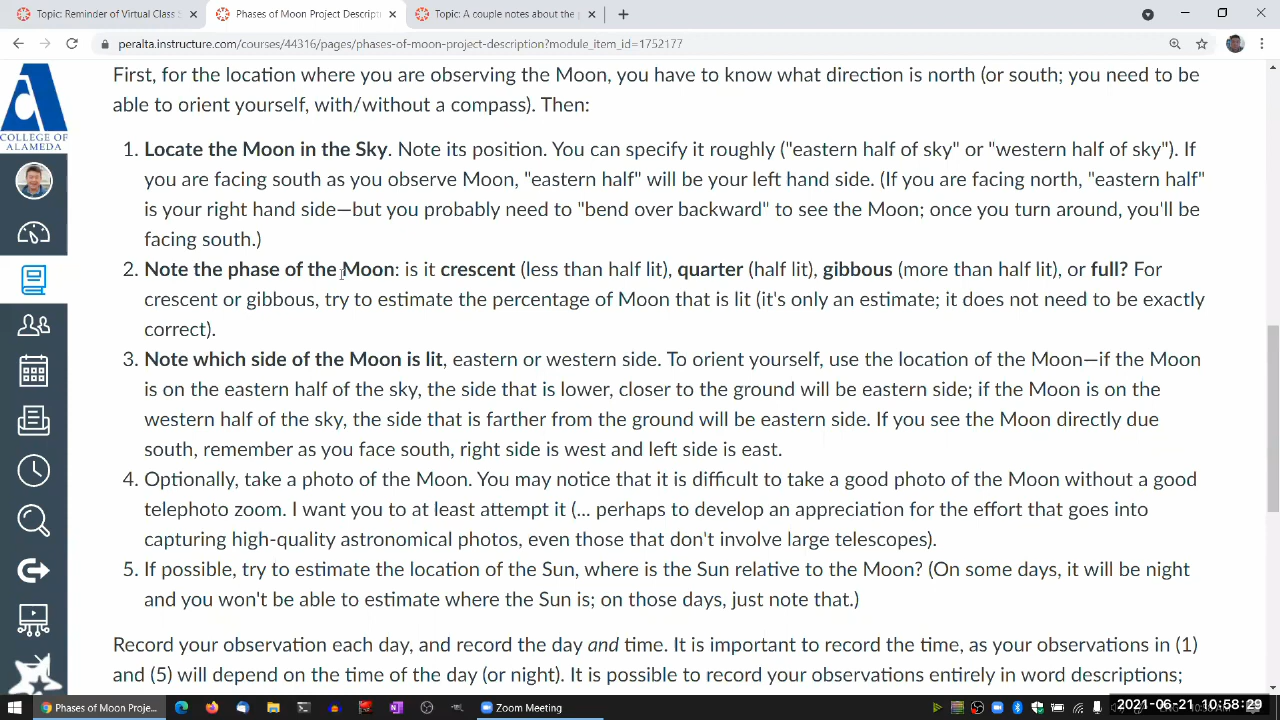 Topic: Reminder of Virtual Class S
Phases of Moon Project Descripti
Topic: A couple notes about the p
peralta.instructure.com/courses/44316/pages/phases-of-moon-project-description?module_item_id=1752177
COLLEGE OF
ALAMEDA
First, for the location where you are observing the Moon, you have to know what direction is north (or south; you need to be
able to orient yourself, with/without a compass). Then:
1. Locate the Moon in the Sky. Note its position. You can specify it roughly ("eastern half of sky" or "western half of sky"). If
you are facing south as you observe Moon, "eastern half" will be your left hand side. (If you are facing north, "eastern half"
is your right hand side—but you probably need to "bend over backward" to see the Moon; once you turn around, you'll be
facing south.)
2. Note the phase of the Moon: is it crescent (less than half lit), quarter (half lit), gibbous (more than half lit), or full? For
crescent or gibbous, try to estimate the percentage of Moon that is lit (it's only an estimate; it does not need to be exactly
correct).
3. Note which side of the Moon is lit, eastern or western side. To orient yourself, use the location of the Moon—if the Moon
is on the eastern half of the sky, the side that is lower, closer to the ground will be eastern side; if the Moon is on the
western half of the sky, the side that is farther from the ground will be eastern side. If you see the Moon directly due
south, remember as you face south, right side is west and left side is east.
4. Optionally, take a photo of the Moon. You may notice that it is difficult to take a good photo of the Moon without a good
telephoto zoom. I want you to at least attempt it (... perhaps to develop an appreciation for the effort that goes into
capturing high-quality astronomical photos, even those that don't involve large telescopes).
5. If possible, try to estimate the location of the Sun, where is the Sun relative to the Moon? (On some days, it will be night
and you won't be able to estimate where the Sun is; on those days, just note that.)
Record your observation each day, and record the day and time. It is important to record the time, as your observations in (1)
and (5) will depend on the time of the day (or night). It is possible to record your observations entirely in word descriptions;
Phases of Moon Proje...
Zoom Meeting
2021-06-21 10:58:29